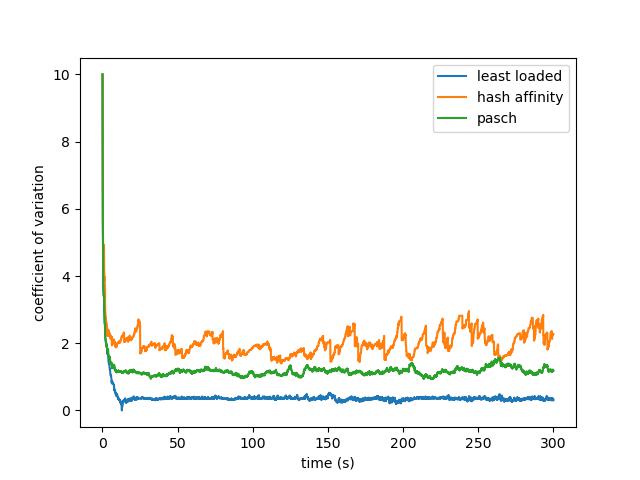 10
8
6
4
2
0
coefficient of variation
least loaded
hash affinity
pasch
0 50 100 150 200 250 300
time (s)